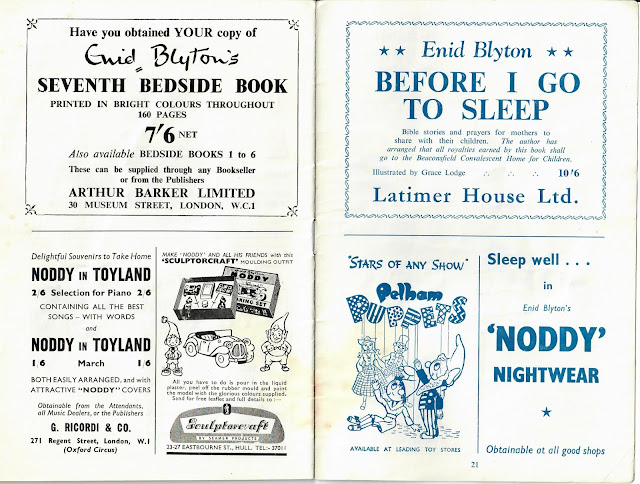 Have you obtained YOUR copy of
Enid Blyton's
SEVENTH BEDSIDE BOOK
PRINTED IN BRIGHT COLOURS THROUGHOUT
160 PAGES
7'6 NET
Also available BEDSIDE BOOKS 1 to 6
These can be supplied through any Bookseller
or from the Publishers
ARTHUR BARKER LIMITED
30 MUSEUM STREET, LONDON, W.C.1
Delightful Souvenirs to Take Home
NODDY IN TOYLAND
2/6 Selection for Piano 2/6
CONTAINING ALL THE BEST
SONGS – WITH WORDS
and
NODDY IN TOYLAND
1/6 March 1/6
BOTH EASILY ARRANGED, and with
ATTRACTIVE "NODDY" COVERS
Obtainable from the Attendants,
all Music Dealers, or the Publishers
G. RICORDI & CO.
271 Regent Street, London, W.1
(Oxford Circus)
MAKE 'NODDY' AND ALL HIS FRIENDS with this
'SCULPTORCRAFT' MOULDING OUTFIT
NODDY
All you have to do is pour in the liquid
plaster, peel off the rubber mould and paint
the model with the glorious colours supplied.
Send for free leaflet and full details to :—
Sculptorcraft
BY SEAMER PRODUCTS
23-27 EASTBOURNE ST., HULL. TEL:- 37011
★ ★ Enid Blyton ★ ★
BEFORE I GO
TO SLEEP
Bible stories and prayers for mothers to
share with their children. The author has
arranged that all royalties earned by this book shall
go to the Beaconsfield Convalescent Home for Children.
Illustrated by Grace Lodge 10'6
Latimer House Ltd.
"STARS OF ANY SHOW"
Pelham
PUPPETS
AVAILABLE AT LEADING TOY STORES
Sleep well . . .
in
Enid Blyton's
'NODDY'
NIGHTWEAR
★
Obtainable at all good shops
21